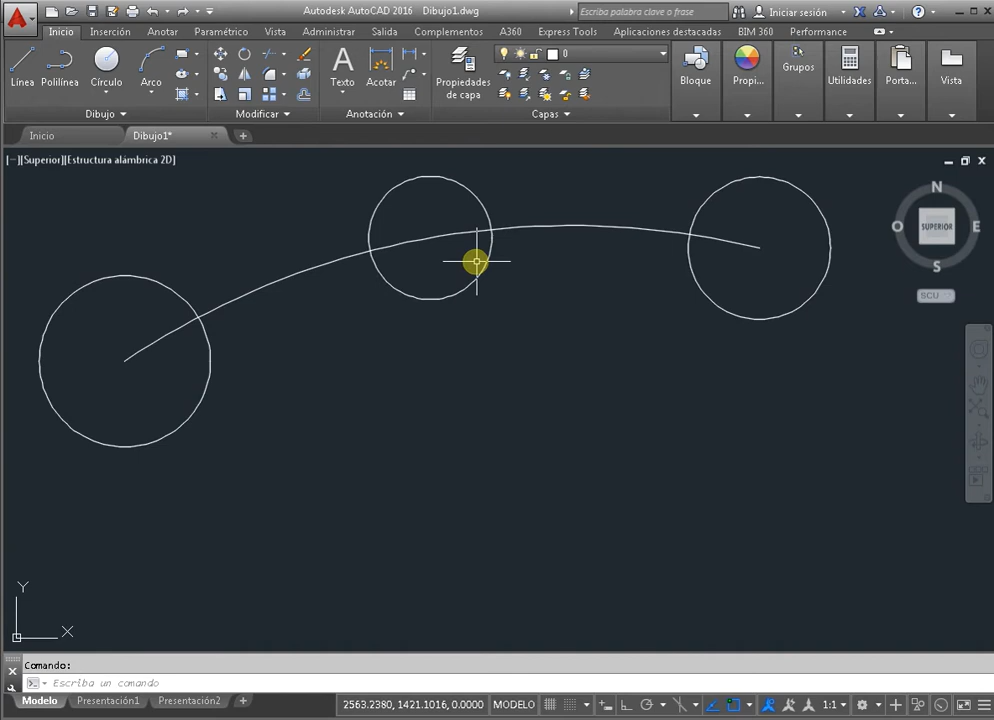 Autodesk AutoCAD 2016 Dibujo1.dwg
Escriba palabra clave o frase
Iniciar sesión
Inicio Inserción Anotar Paramétrico Vista Administrar Salida Complementos A360 Express Tools Aplicaciones destacadas BIM 360 Performance
Línea Polilínea Círculo Arco
Texto Acotar
Propiedades de capa
0
Bloque Propi... Grupos Utilidades Porta... Vista
Dibujo Modificar Anotación Capas
Inicio Dibujo1*
[−][Superior][Estructura alámbrica 2D]
N
O SUPERIOR E
S
SCU
Y
X
Comando:
Escriba un comando
Modelo Presentación1 Presentación2
2563.2380, 1421.1016, 0.0000 MODELO 1:1